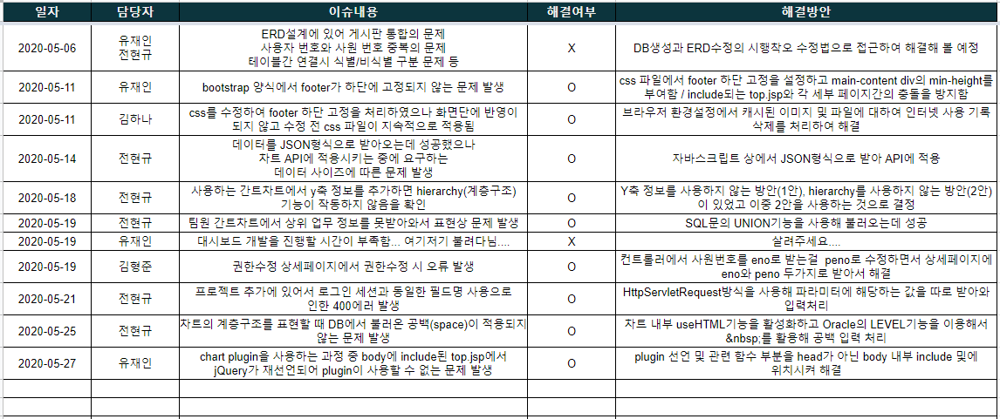 일자 담당자 이슈내용 해결여부 해결방안
2020-05-06
유재인
전현규
ERD설계에 있어 게시판 통합의 문제
사용자 번호와 사원 번호 중복의 문제
테이블간 연결시 식별/비식별 구분 문제 등
X
DB생성과 ERD수정의 시행착오 수정법으로 접근하여 해결해 볼 예정
2020-05-11
유재인
bootstrap 양식에서 footer가 하단에 고정되지 않는 문제 발생
O
css 파일에서 footer 하단 고정을 설정하고 main-content div의 min-height를
부여함 / include되는 top.jsp와 각 세부 페이지간의 충돌을 방지함
2020-05-11
김하나
css를 수정하여 footer 하단 고정을 처리하였으나 화면단에 반영이
되지 않고 수정 전 css 파일이 지속적으로 적용됨
O
브라우저 환경설정에서 캐시된 이미지 및 파일에 대하여 인터넷 사용 기록
삭제를 처리하여 해결
2020-05-14
전현규
데이터를 JSON형식으로 받아오는데 성공했으나
차트 API에 적용시키는 중에 요구하는
데이터 사이즈에 따른 문제 발생
O
자바스크립트 상에서 JSON형식으로 받아 API에 적용
2020-05-18
전현규
사용하는 간트차트에서 y축 정보를 추가하면 hierarchy(계층구조)
기능이 작동하지 않음을 확인
O
Y축 정보를 사용하지 않는 방안(1안), hierarchy를 사용하지 않는 방안(2안)
이 있었고 이중 2안을 사용하는 것으로 결정
2020-05-19
전현규
팀원 간트차트에서 상위 업무 정보를 못받아와서 표현상 문제 발생
O
SQL문의 UNION기능을 사용해 불러오는데 성공
2020-05-19
유재인
대시보드 개발을 진행할 시간이 부족함... 여기저기 불려다님....
X
살려주세요....
2020-05-19
김형준
권한수정 상세페이지에서 권한수정 시 오류 발생
O
컨트롤러에서 사원번호를 eno로 받는걸 peno로 수정하면서 상세페이지에
eno와 peno 두가지로 받아서 해결
2020-05-21
전현규
프로젝트 추가에 있어서 로그인 세션과 동일한 필드명 사용으로
인한 400에러 발생
O
HttpServletRequest방식을 사용해 파라미터에 해당하는 값을 따로 받아와
입력처리
2020-05-25
전현규
차트의 계층구조를 표현할 때 DB에서 불러온 공백(space)이 적용되지
않는 문제 발생
O
차트 내부 useHTML기능을 활성화하고 Oracle의 LEVEL기능을 이용해서
&nbsp;를 활용해 공백 입력 처리
2020-05-27
유재인
chart plugin을 사용하는 과정 중 body에 include된 top.jsp에서
jQuery가 재선언되어 plugin이 사용할 수 없는 문제 발생
O
plugin 선언 및 관련 함수 부분을 head가 아닌 body 내부 include 밑에
위치시켜 해결